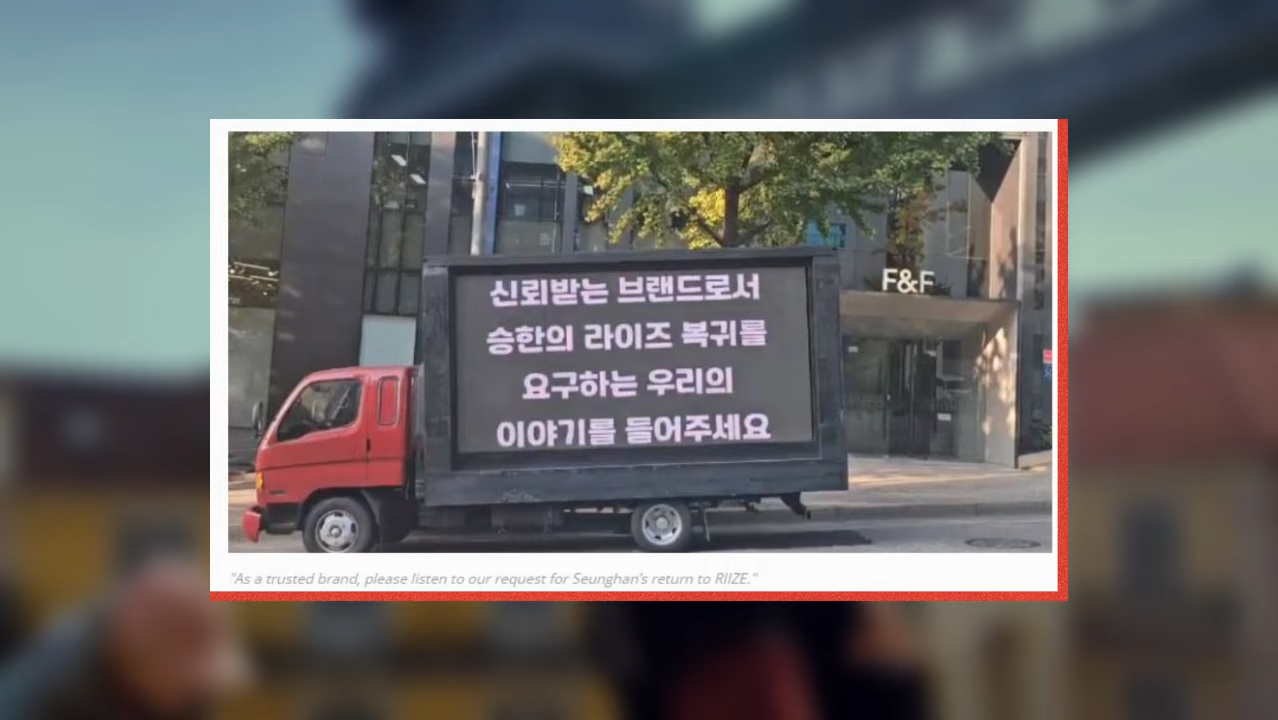 신뢰받는 브랜드로서
승한의 라이즈 복귀를
요구하는 우리의
이야기를 들어주세요
F&F
"As a trusted brand, please listen to our request for Seunghan's return to RIIZE."